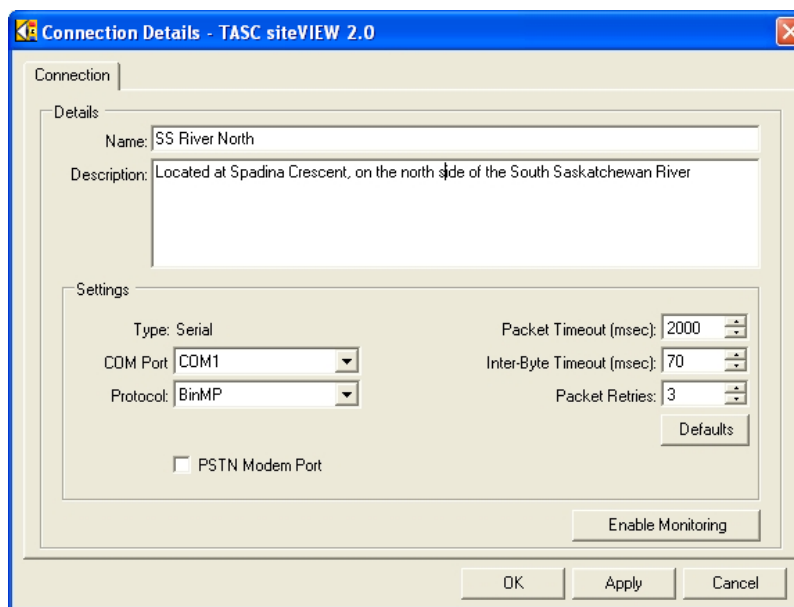 Connection Details - TASC siteVIEW 2.0
Connection
Details
Name: SS River North
Description: Located at Spadina Crescent, on the north side of the South Saskatchewan River
Settings
Type: Serial
Packet Timeout (msec): 2000
COM Port COM1
Inter-Byte Timeout (msec): 70
Protocol: BinMP
Packet Retries: 3
Defaults
PSTN Modem Port
Enable Monitoring
OK Apply Cancel